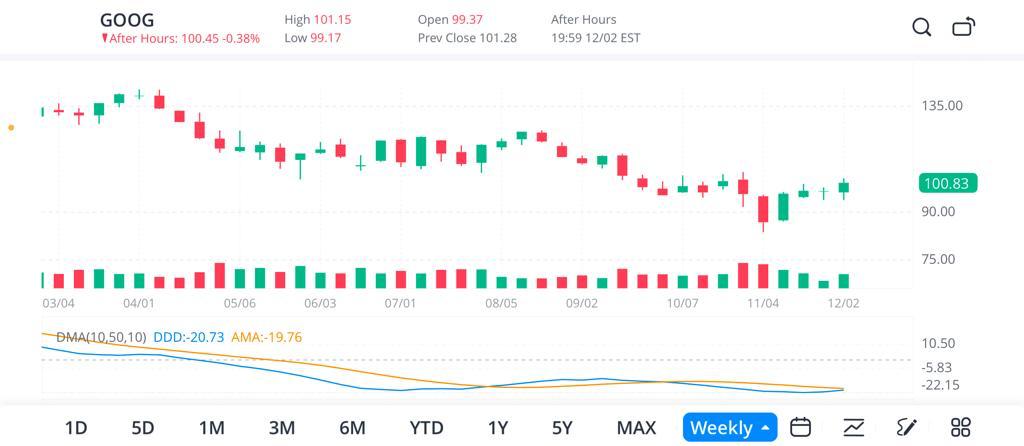 GOOG
After Hours: 100.45 -0.38%
High 101.15
Low 99.17
Open 99.37
Prev Close 101.28
After Hours
19:59 12/02 EST
135.00
100.83
90.00
75.00
03/04 04/01 05/06 06/03 07/01 08/05 09/02 10/07 11/04 12/02
DMA(10,50,10) DDD:-20.73 AMA:-19.76
10.50
-5.83
-22.15
1D 5D 1M 3M 6M YTD 1Y 5Y MAX Weekly